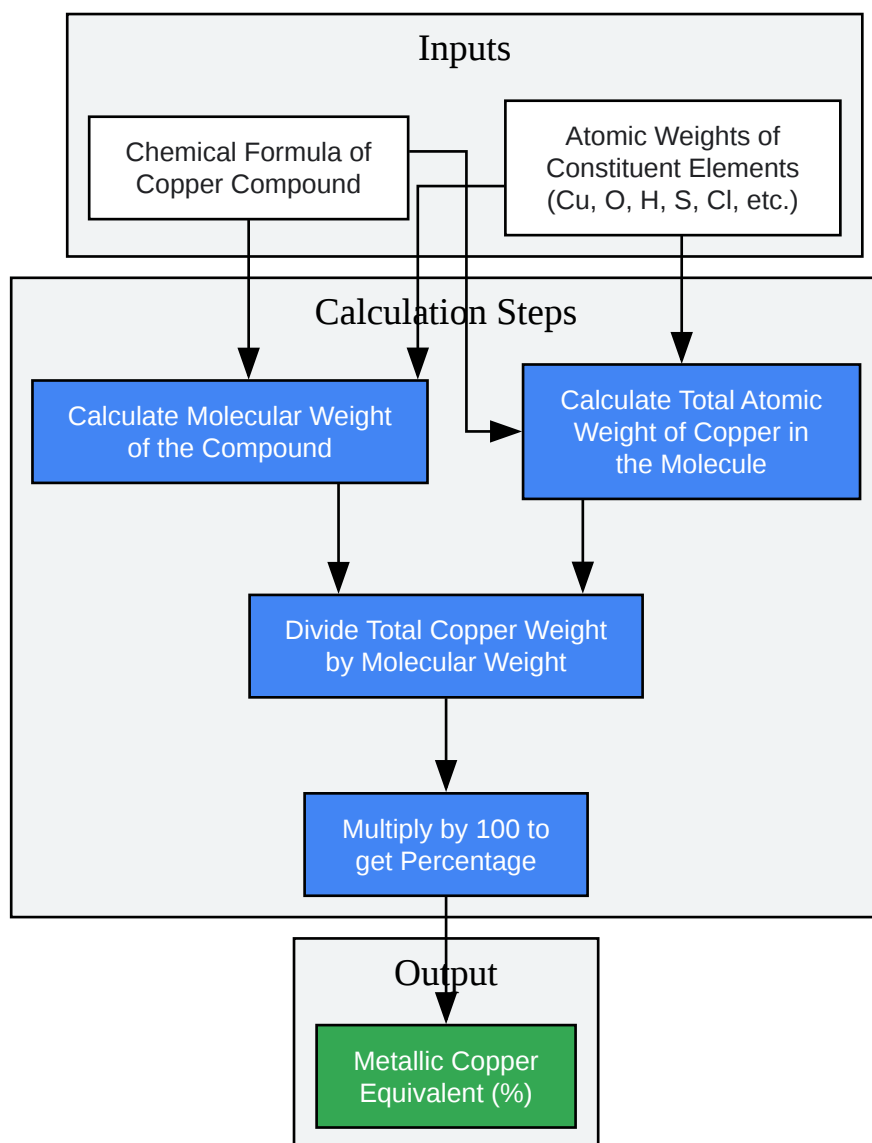 Inputs
Chemical Formula of
Copper Compound
Atomic Weights of
Constituent Elements
(Cu, O, H, S, Cl, etc.)
Calculation Steps
Calculate Molecular Weight
of the Compound
Calculate Total Atomic
Weight of Copper in
the Molecule
Divide Total Copper Weight
by Molecular Weight
Multiply by 100 to
get Percentage
Output
Metallic Copper
Equivalent (%)